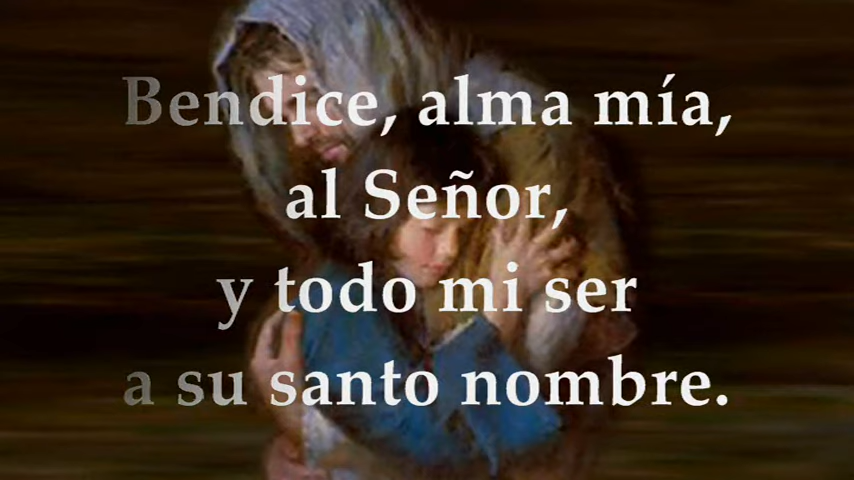 Bendice, alma mía,
al Señor,
y todo mi ser
a su santo nombre.